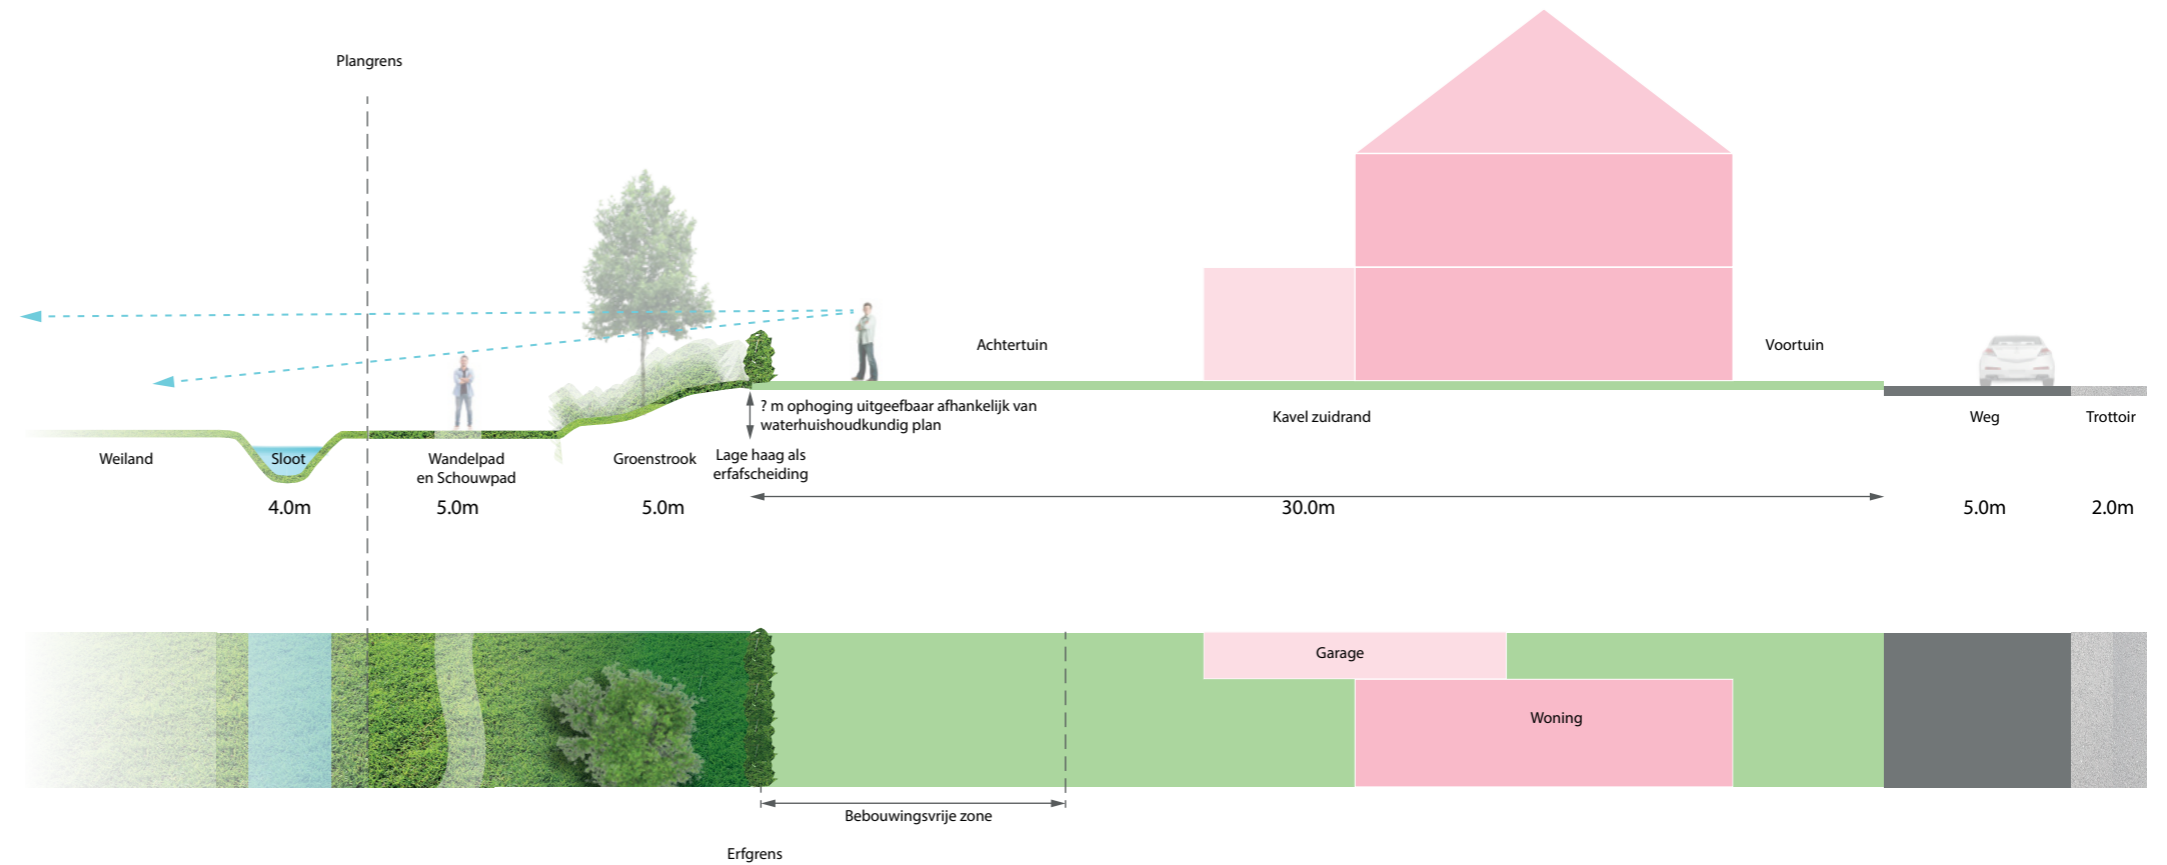 Plangrens
Achtertuin
Voortuin
? m ophoging uitgeefbaar afhankelijk van
waterhuishoudkundig plan
Kavel zuidrand
Weg
Trottoir
Weiland
Sloot
Wandelpad
en Schouwpad
Groenstrook
Lage haag als
erfafscheiding
4.0m
5.0m
5.0m
30.0m
5.0m
2.0m
Garage
Woning
Bebouwingsvrije zone
Erfgrens